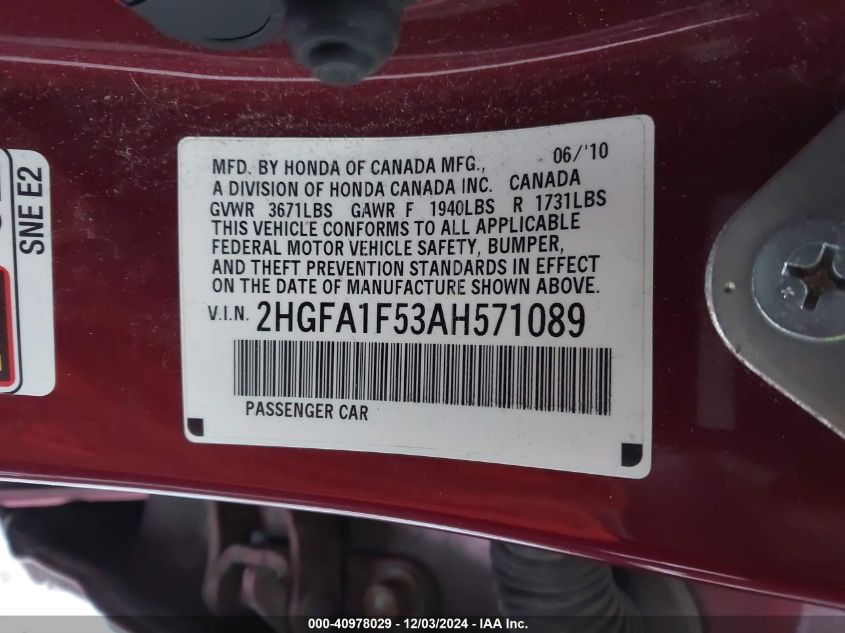 SNE E2
MFD. BY HONDA OF CANADA MFG., 06/'10
A DIVISION OF HONDA CANADA INC. CANADA
GVWR 3671LBS GAWR F 1940LBS R 1731LBS
THIS VEHICLE CONFORMS TO ALL APPLICABLE
FEDERAL MOTOR VEHICLE SAFETY, BUMPER,
AND THEFT PREVENTION STANDARDS IN EFFECT
ON THE DATE OF MANUFACTURE SHOWN ABOVE.
V.I.N. 2HGFA1F53AH571089
PASSENGER CAR
000-40978029 - 12/03/2024 - IAA Inc.